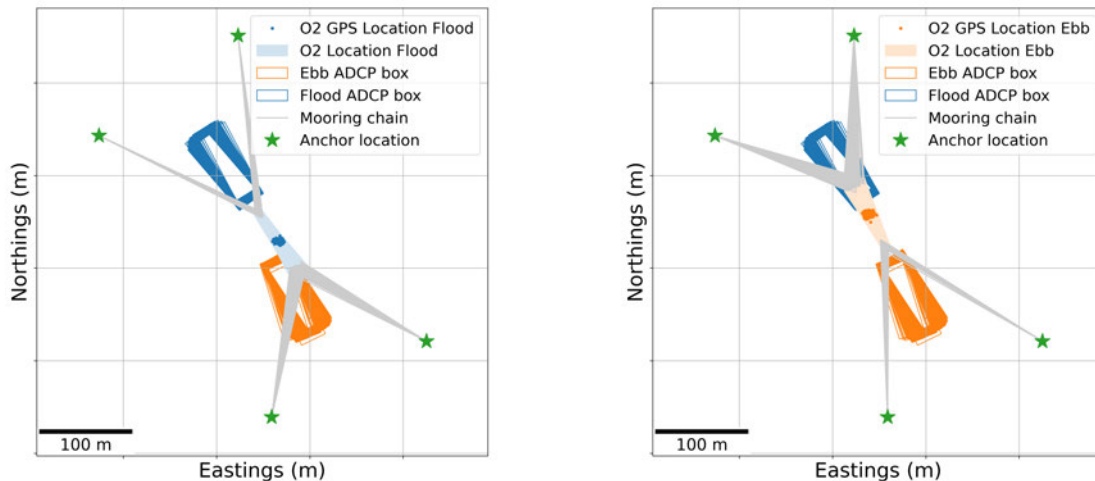 O2 GPS Location Flood
O2 Location Flood
Ebb ADCP box
Flood ADCP box
Mooring chain
Anchor location
Northings (m)
100 m
Eastings (m)
O2 GPS Location Ebb
O2 Location Ebb
Ebb ADCP box
Flood ADCP box
Mooring chain
Anchor location
Northings (m)
100 m
Eastings (m)